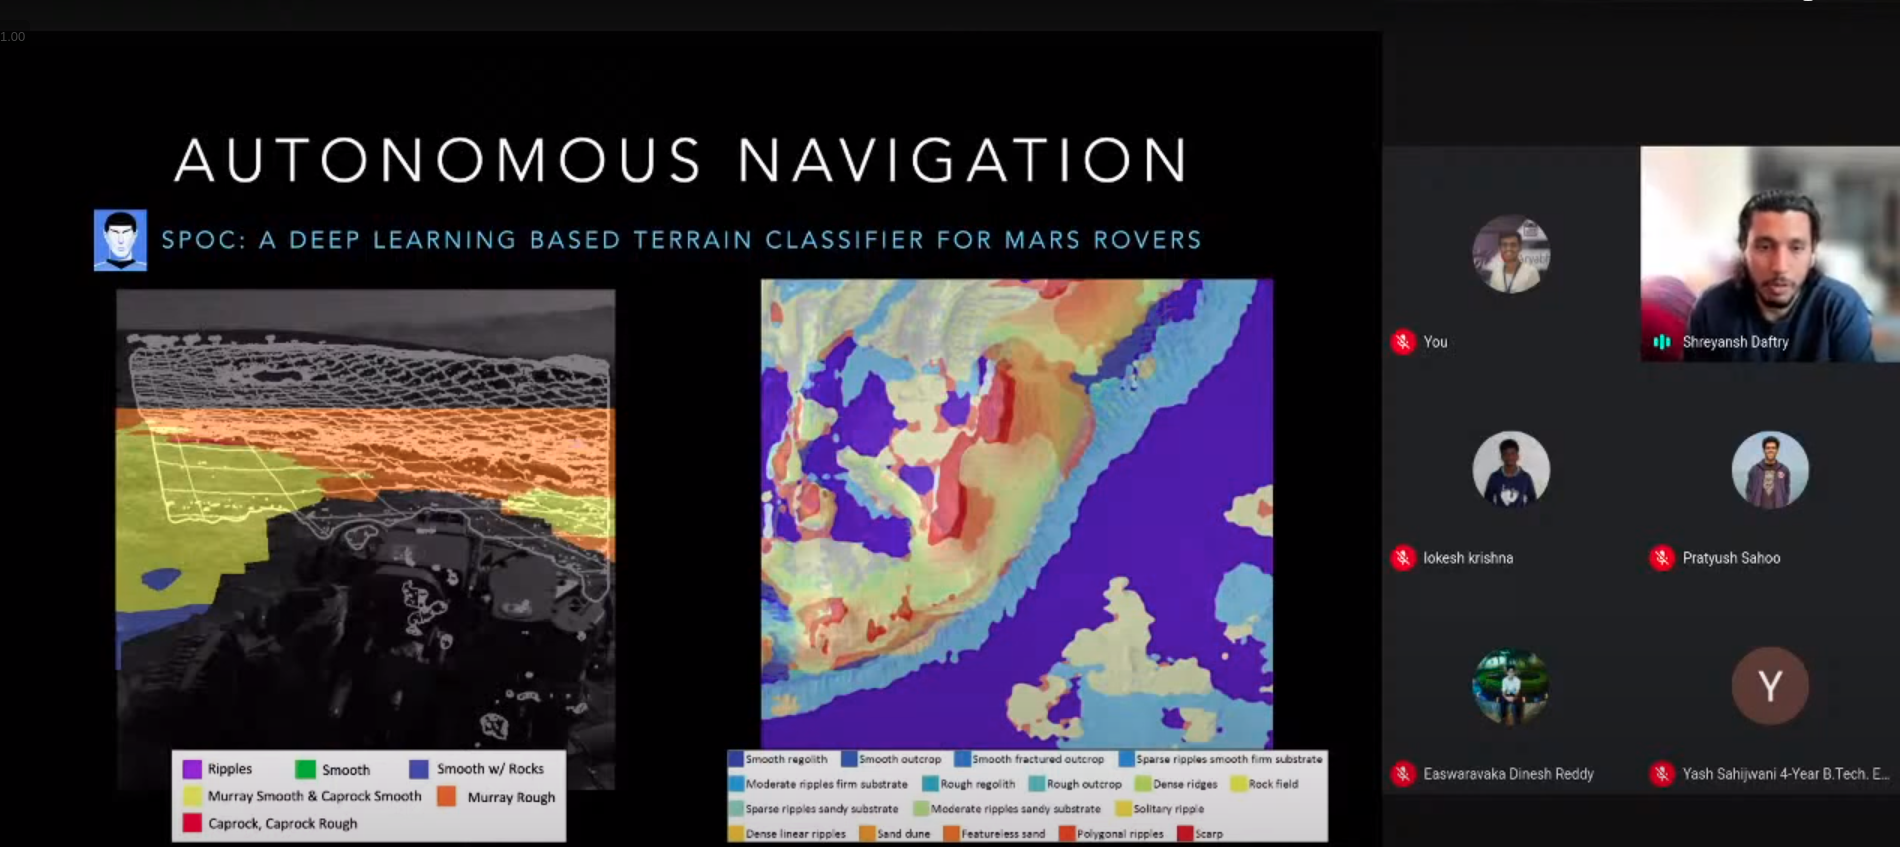 1.00
AUTONOMOUS NAVIGATION
SPOC: A DEEP LEARNING BASED TERRAIN CLASSIFIER FOR MARS ROVERS
Ripples Smooth Smooth w/ Rocks
Murray Smooth & Caprock Smooth Murray Rough
Caprock, Caprock Rough
Smooth regolith Smooth outcrop Smooth fractured outcrop Sparse ripples smooth firm substrate
Moderate ripples firm substrate Rough regolith Rough outcrop Dense ridges Rock field
Sparse ripples sandy substrate Moderate ripples sandy substrate Solitary ripple
Dense linear ripples Sand dune Featureless sand Polygonal ripples Scarp
You
Shreyansh Daftry
lokesh krishna
Pratyush Sahoo
Y
Easwaravaka Dinesh Reddy
Yash Sahijwani 4-Year B.Tech. E...